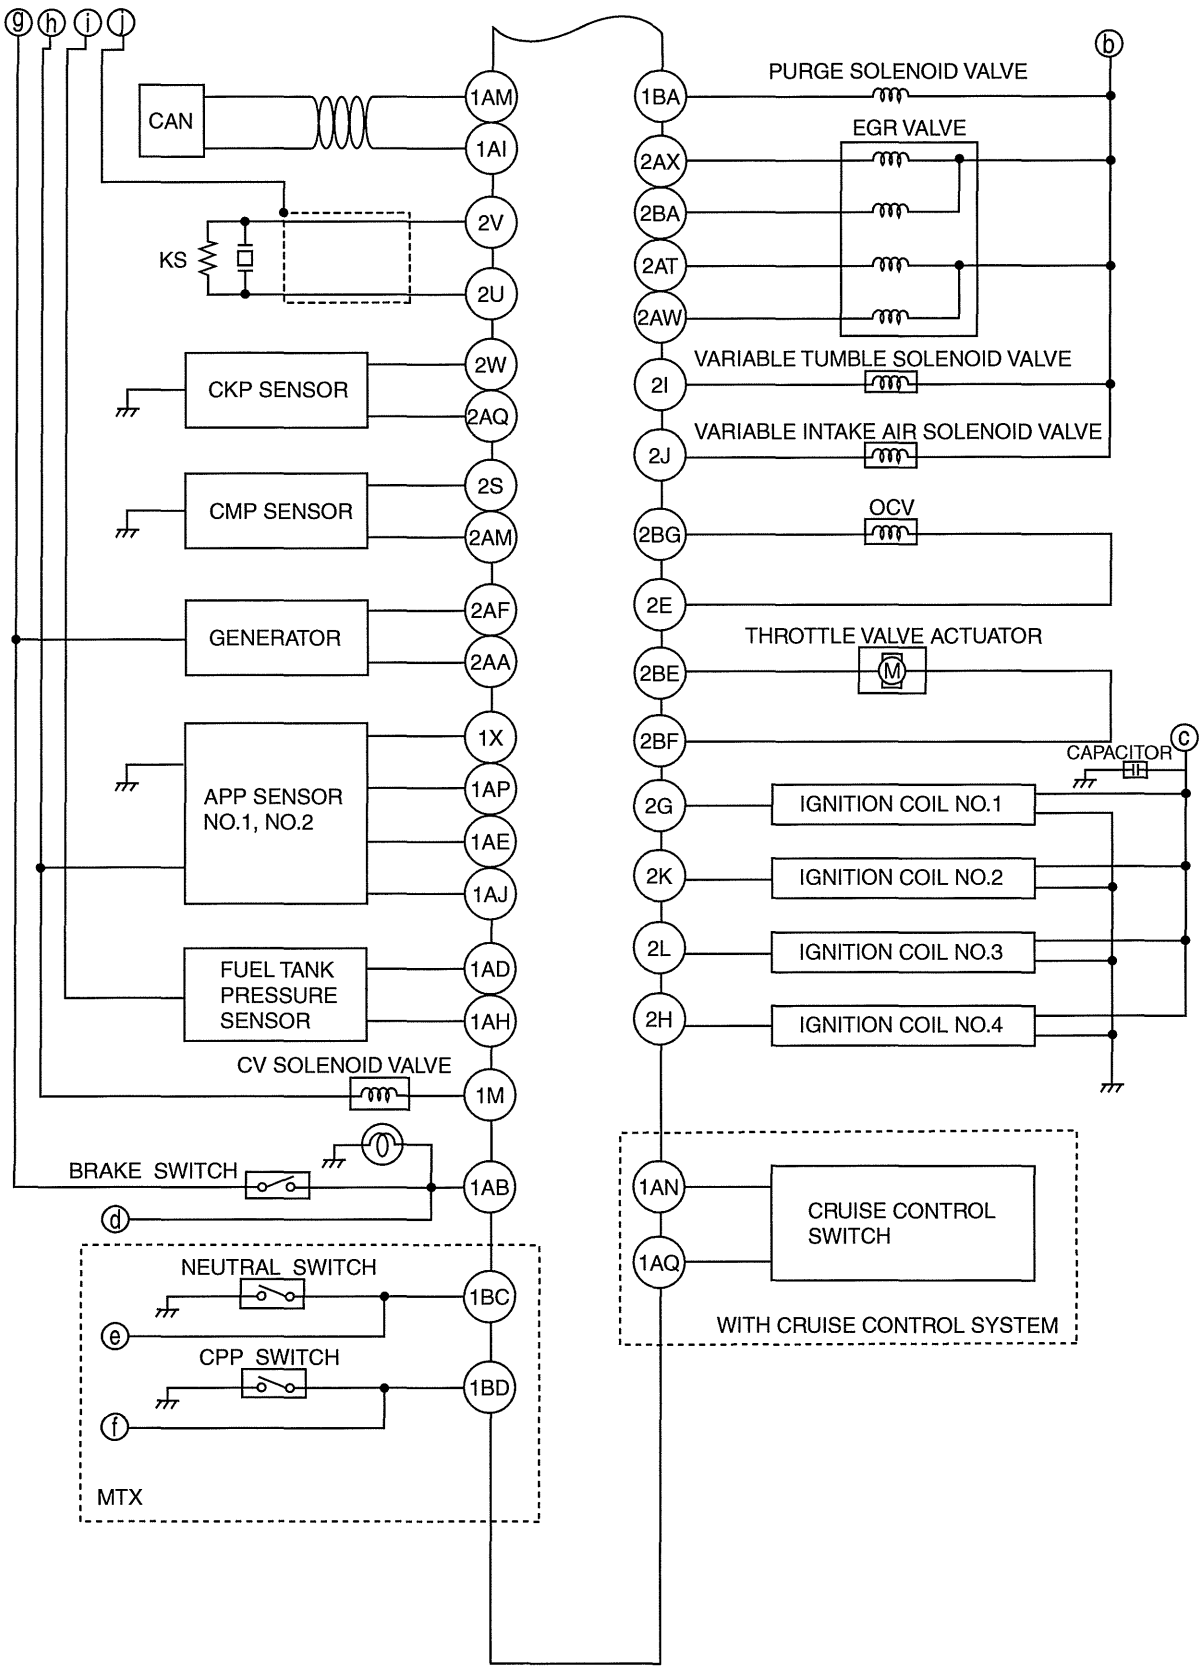 g h i j
b
CAN
1AM
1AI
2V
KS
2U
2W
CKP SENSOR
2AQ
2S
CMP SENSOR
2AM
2AF
GENERATOR
2AA
1X
1AP
APP SENSOR
NO.1, NO.2
1AE
1AJ
1AD
FUEL TANK
PRESSURE
SENSOR
1AH
CV SOLENOID VALVE
1M
BRAKE SWITCH
1AB
d
NEUTRAL SWITCH
1BC
e
CPP SWITCH
1BD
f
MTX
PURGE SOLENOID VALVE
1BA
EGR VALVE
2AX
2BA
2AT
2AW
VARIABLE TUMBLE SOLENOID VALVE
2I
VARIABLE INTAKE AIR SOLENOID VALVE
2J
OCV
2BG
2E
THROTTLE VALVE ACTUATOR
2BE
M
2BF
c
CAPACITOR
2G
IGNITION COIL NO.1
2K
IGNITION COIL NO.2
2L
IGNITION COIL NO.3
2H
IGNITION COIL NO.4
1AN
CRUISE CONTROL
SWITCH
1AQ
WITH CRUISE CONTROL SYSTEM